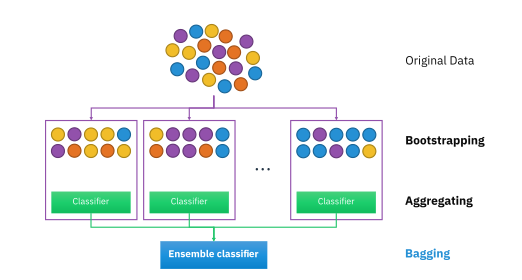 Original Data
Bootstrapping
...
Classifier
Classifier
Classifier
Aggregating
Ensemble classifier
Bagging